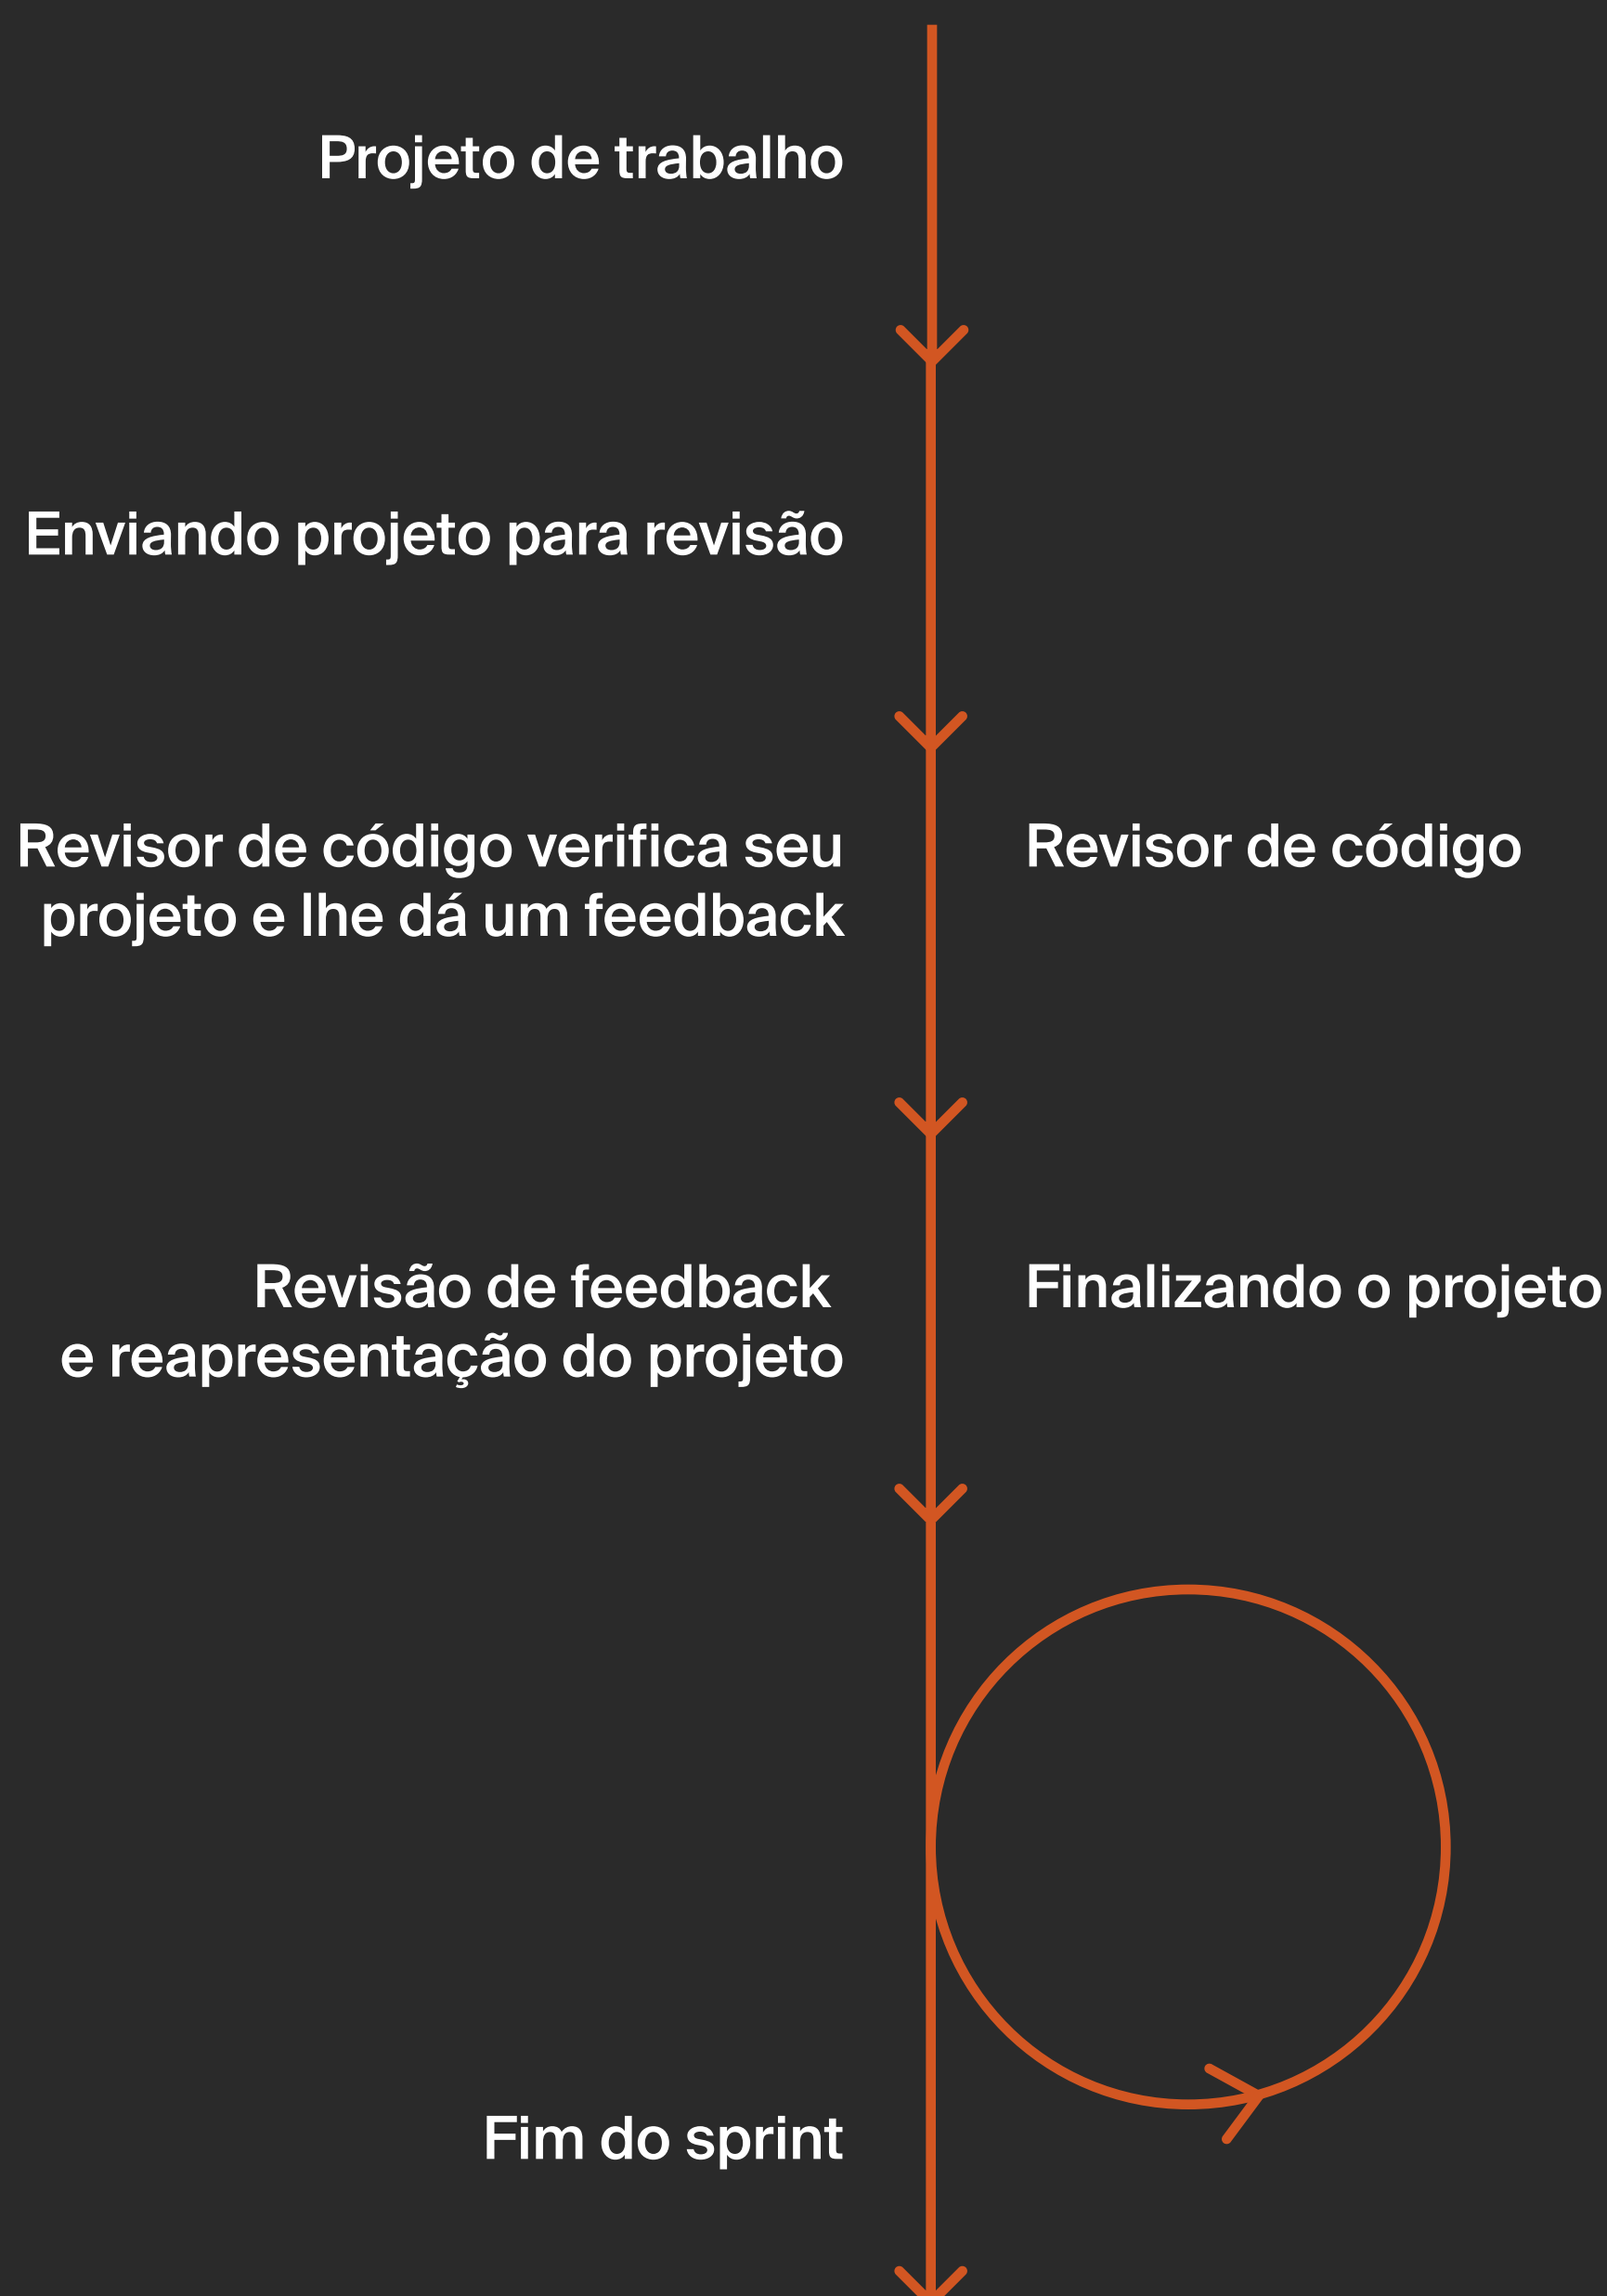 Projeto de trabalho
Enviando projeto para revisão
Revisor de código verifica seu
projeto e lhe dá um feedback
Revisor de código
Revisão de feedback
e reapresentação do projeto
Finalizando o projeto
Fim do sprint